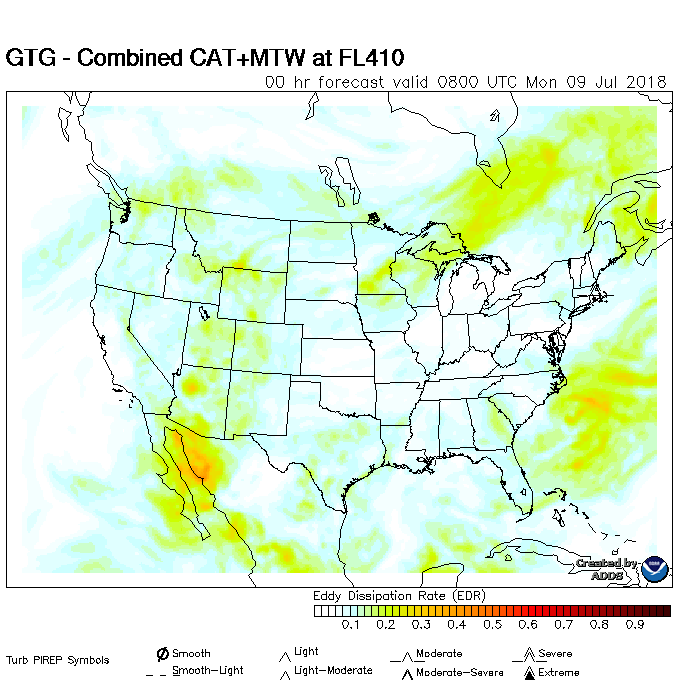 GTG - Combined CAT+MTW at FL410
00 hr forecast valid 0800 UTC Mon 09 Jul 2018
Created by
ADDS
Eddy Dissipation Rate (EDR)
0.1 0.2 0.3 0.4 0.5 0.6 0.7 0.8 0.9
Turb PIREP Symbols
Smooth Light Moderate Severe
Smooth-Light Light-Moderate Moderate-Severe Extreme